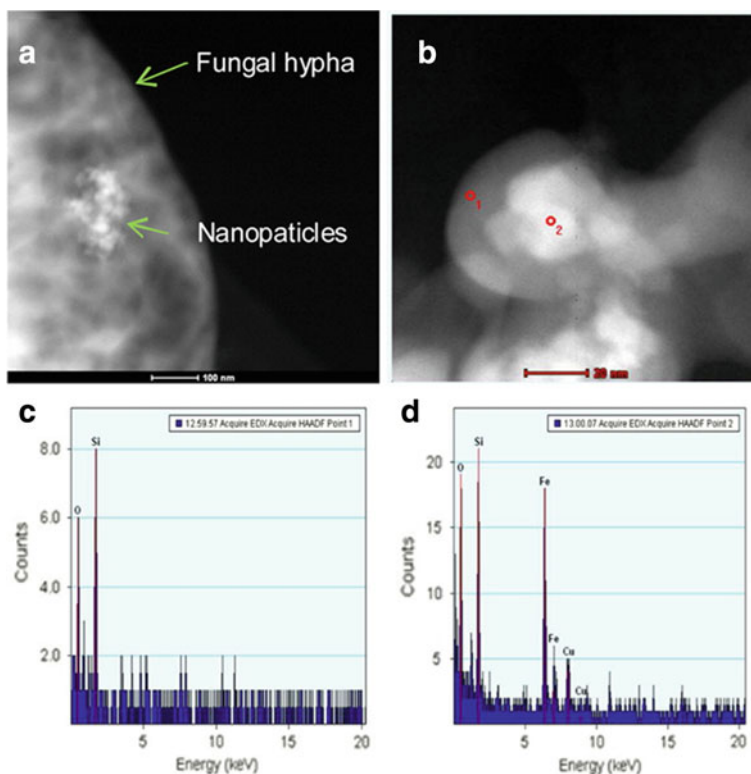 a
Fungal hypha
Nanopaticles
100 nm
b
1
2
20 nm
c
12:59:57 Acquire EDX Acquire HAADF Point 1
8.0
6.0
4.0
2.0
Counts
Si
O
5
10
15
20
Energy (keV)
d
13:00:07 Acquire EDX Acquire HAADF Point 2
20
15
10
5
Counts
O
Si
Fe
Fe
Cu
Cu
5
10
15
20
Energy (keV)